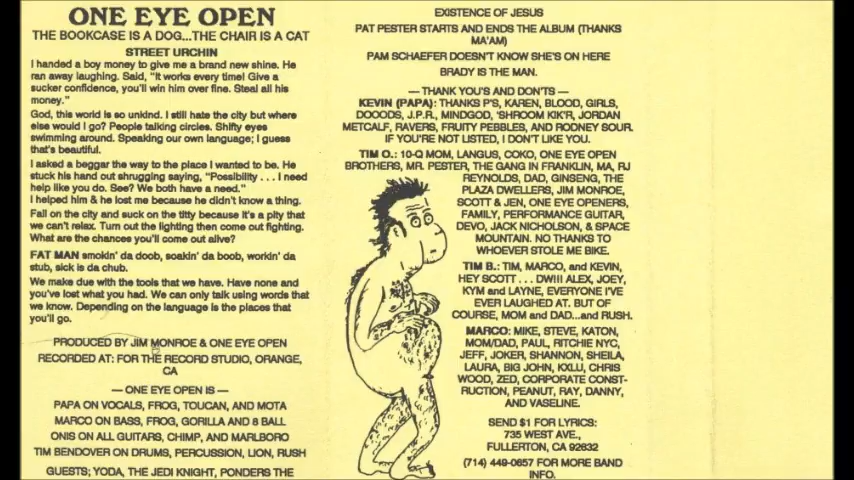 ONE EYE OPEN
THE BOOKCASE IS A DOG...THE CHAIR IS A CAT
STREET URCHIN
I handed a boy money to give me a brand new shine. He
ran away laughing. Said, "It works every time! Give a
sucker confidence, you'll win him over fine. Steal all his
money."
God, this world is so unkind. I still hate the city but where
else would I go? People talking circles. Shifty eyes
swimming around. Speaking our own language; I guess
that's beautiful.
I asked a beggar the way to the place I wanted to be. He
stuck his hand out shrugging saying, "Possibility . . . I need
help like you do. See? We both have a need."
I helped him & he lost me because he didn't know a thing.
Fall on the city and suck on the titty because it's a pity that
we can't relax. Turn out the lighting then come out fighting.
What are the chances you'll come out alive?
FAT MAN smokin' da doob, soakin' da boob, workin' da
stub, sick is da chub.
We make due with the tools that we have. Have none and
you've lost what you had. We can only talk using words that
we know. Depending on the language is the places that
you'll go.
PRODUCED BY JIM MONROE & ONE EYE OPEN
RECORDED AT: FOR THE RECORD STUDIO, ORANGE,
CA
— ONE EYE OPEN IS —
PAPA ON VOCALS, FROG, TOUCAN, AND MOTA
MARCO ON BASS, FROG, GORILLA AND 8 BALL
ONIS ON ALL GUITARS, CHIMP, AND MARLBORO
TIM BENDOVER ON DRUMS, PERCUSSION, LION, RUSH
GUESTS; YODA, THE JEDI KNIGHT, PONDERS THE
EXISTENCE OF JESUS
PAT PESTER STARTS AND ENDS THE ALBUM (THANKS
MA'AM)
PAM SCHAEFER DOESN'T KNOW SHE'S ON HERE
BRADY IS THE MAN.
— THANK YOU'S AND DON'TS —
KEVIN (PAPA): THANKS P'S, KAREN, BLOOD, GIRLS,
DOOODS, J.P.R., MINDGOD, 'SHROOM KIK'R, JORDAN
METCALF, RAVERS, FRUITY PEBBLES, AND RODNEY SOUR.
IF YOU'RE NOT LISTED, I DON'T LIKE YOU.
TIM O.: 10-Q MOM, LANGUS, COKO, ONE EYE OPEN
BROTHERS, MR. PESTER, THE GANG IN FRANKLIN, MA, RJ
REYNOLDS, DAD, GINSENG, THE
PLAZA DWELLERS, JIM MONROE,
SCOTT & JEN, ONE EYE OPENERS,
FAMILY, PERFORMANCE GUITAR,
DEVO, JACK NICHOLSON, & SPACE
MOUNTAIN. NO THANKS TO
WHOEVER STOLE ME BIKE.
TIM B.: TIM, MARCO, and KEVIN,
HEY SCOTT . . . DW!!! ALEX, JOEY,
KYM and LAYNE, EVERYONE I'VE
EVER LAUGHED AT. BUT OF
COURSE, MOM and DAD...and RUSH.
MARCO: MIKE, STEVE, KATON,
MOM/DAD, PAUL, RITCHIE NYC,
JEFF, JOKER, SHANNON, SHEILA,
LAURA, BIG JOHN, KXLU, CHRIS
WOOD, ZED, CORPORATE CONST-
RUCTION, PEANUT, RAY, DANNY,
AND VASELINE.
SEND $1 FOR LYRICS:
735 WEST AVE.,
FULLERTON, CA 92632
(714) 449-0657 FOR MORE BAND
INFO.